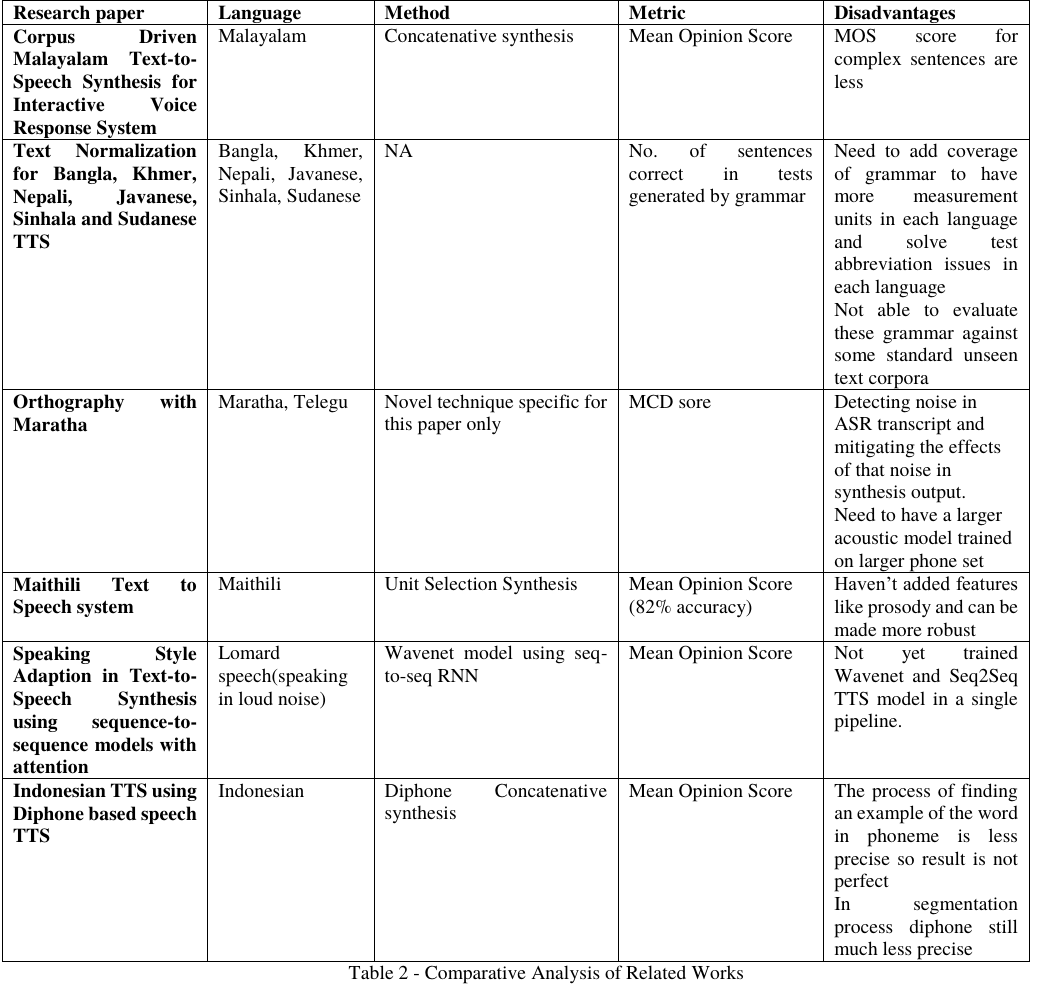 Research paper Language Method Metric Disadvantages
Corpus Driven
Malayalam Text-to-
Speech Synthesis for
Interactive Voice
Response System
Malayalam
Concatenative synthesis
Mean Opinion Score
MOS score for
complex sentences are
less
Text Normalization
for Bangla, Khmer,
Nepali, Javanese,
Sinhala and Sudanese
TTS
Bangla, Khmer,
Nepali, Javanese,
Sinhala, Sudanese
NA
No. of sentences
correct in tests
generated by grammar
Need to add coverage
of grammar to have
more measurement
units in each language
and solve test
abbreviation issues in
each language
Not able to evaluate
these grammar against
some standard unseen
text corpora
Orthography with
Maratha
Maratha, Telegu
Novel technique specific for
this paper only
MCD sore
Detecting noise in
ASR transcript and
mitigating the effects
of that noise in
synthesis output.
Need to have a larger
acoustic model trained
on larger phone set
Maithili Text to
Speech system
Maithili
Unit Selection Synthesis
Mean Opinion Score
(82% accuracy)
Haven’t added features
like prosody and can be
made more robust
Speaking Style
Adaption in Text-to-
Speech Synthesis
using sequence-to-
sequence models with
attention
Lomard
speech(speaking
in loud noise)
Wavenet model using seq-
to-seq RNN
Mean Opinion Score
Not yet trained
Wavenet and Seq2Seq
TTS model in a single
pipeline.
Indonesian TTS using
Diphone based speech
TTS
Indonesian
Diphone Concatenative
synthesis
Mean Opinion Score
The process of finding
an example of the word
in phoneme is less
precise so result is not
perfect
In segmentation
process diphone still
much less precise
Table 2 - Comparative Analysis of Related Works